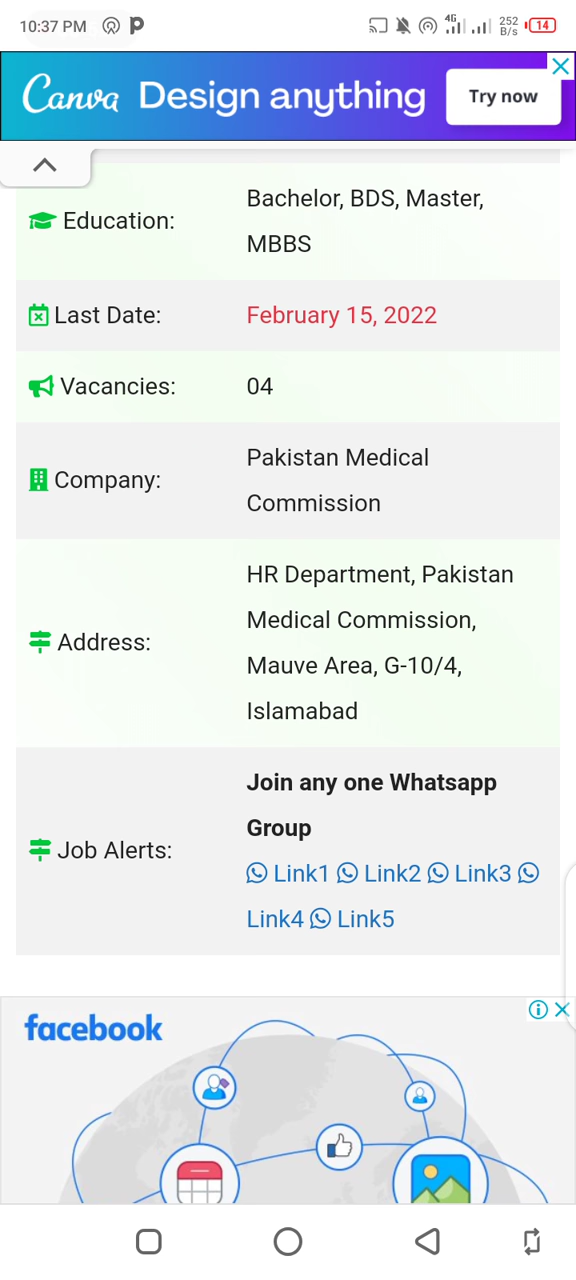 10:37 PM 4G 252 B/s 14
Canva Design anything Try now
Education: Bachelor, BDS, Master,
MBBS
Last Date: February 15, 2022
Vacancies: 04
Company: Pakistan Medical
Commission
Address: HR Department, Pakistan
Medical Commission,
Mauve Area, G-10/4,
Islamabad
Job Alerts: Join any one Whatsapp
Group
Link1 Link2 Link3
Link4 Link5
facebook